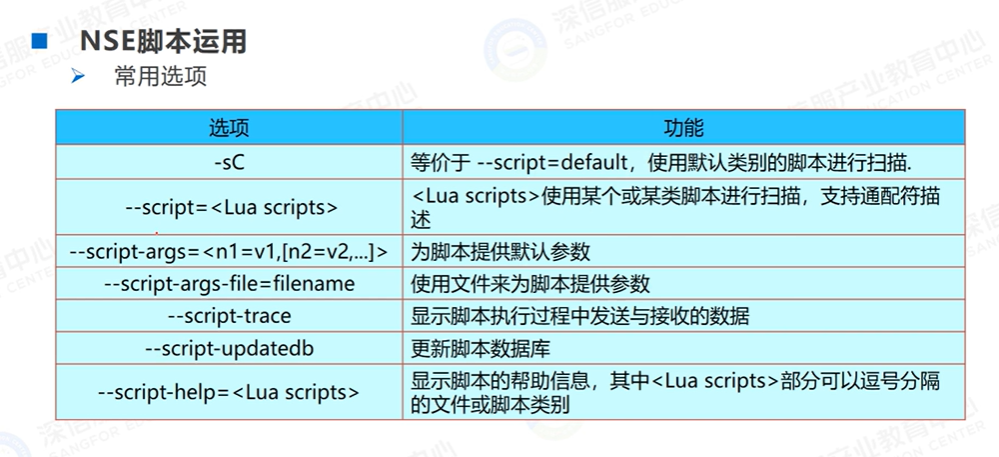 NSE脚本运用
常用选项
选项 功能
-sC 等价于 --script=default，使用默认类别的脚本进行扫描.
--script=<Lua scripts> <Lua scripts>使用某个或某类脚本进行扫描，支持通配符描
述
--script-args=<n1=v1,[n2=v2,...]> 为脚本提供默认参数
--script-args-file=filename 使用文件来为脚本提供参数
--script-trace 显示脚本执行过程中发送与接收的数据
--script-updatedb 更新脚本数据库
--script-help=<Lua scripts> 显示脚本的帮助信息，其中<Lua scripts>部分可以逗号分隔
的文件或脚本类别
深信服产业教育中心
SANGFOR EDUCATION CENTER